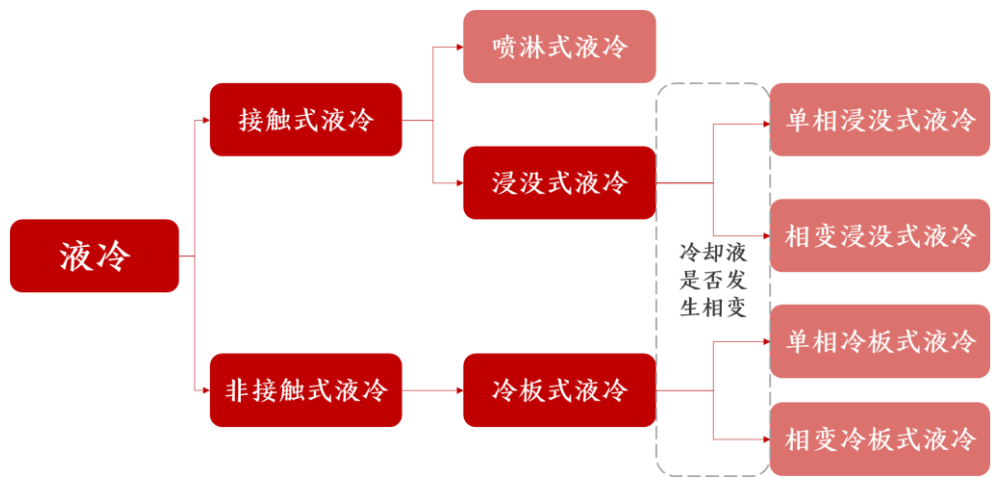 液冷
接触式液冷
非接触式液冷
喷淋式液冷
浸没式液冷
冷板式液冷
冷却液
是否发
生相变
单相浸没式液冷
相变浸没式液冷
单相冷板式液冷
相变冷板式液冷